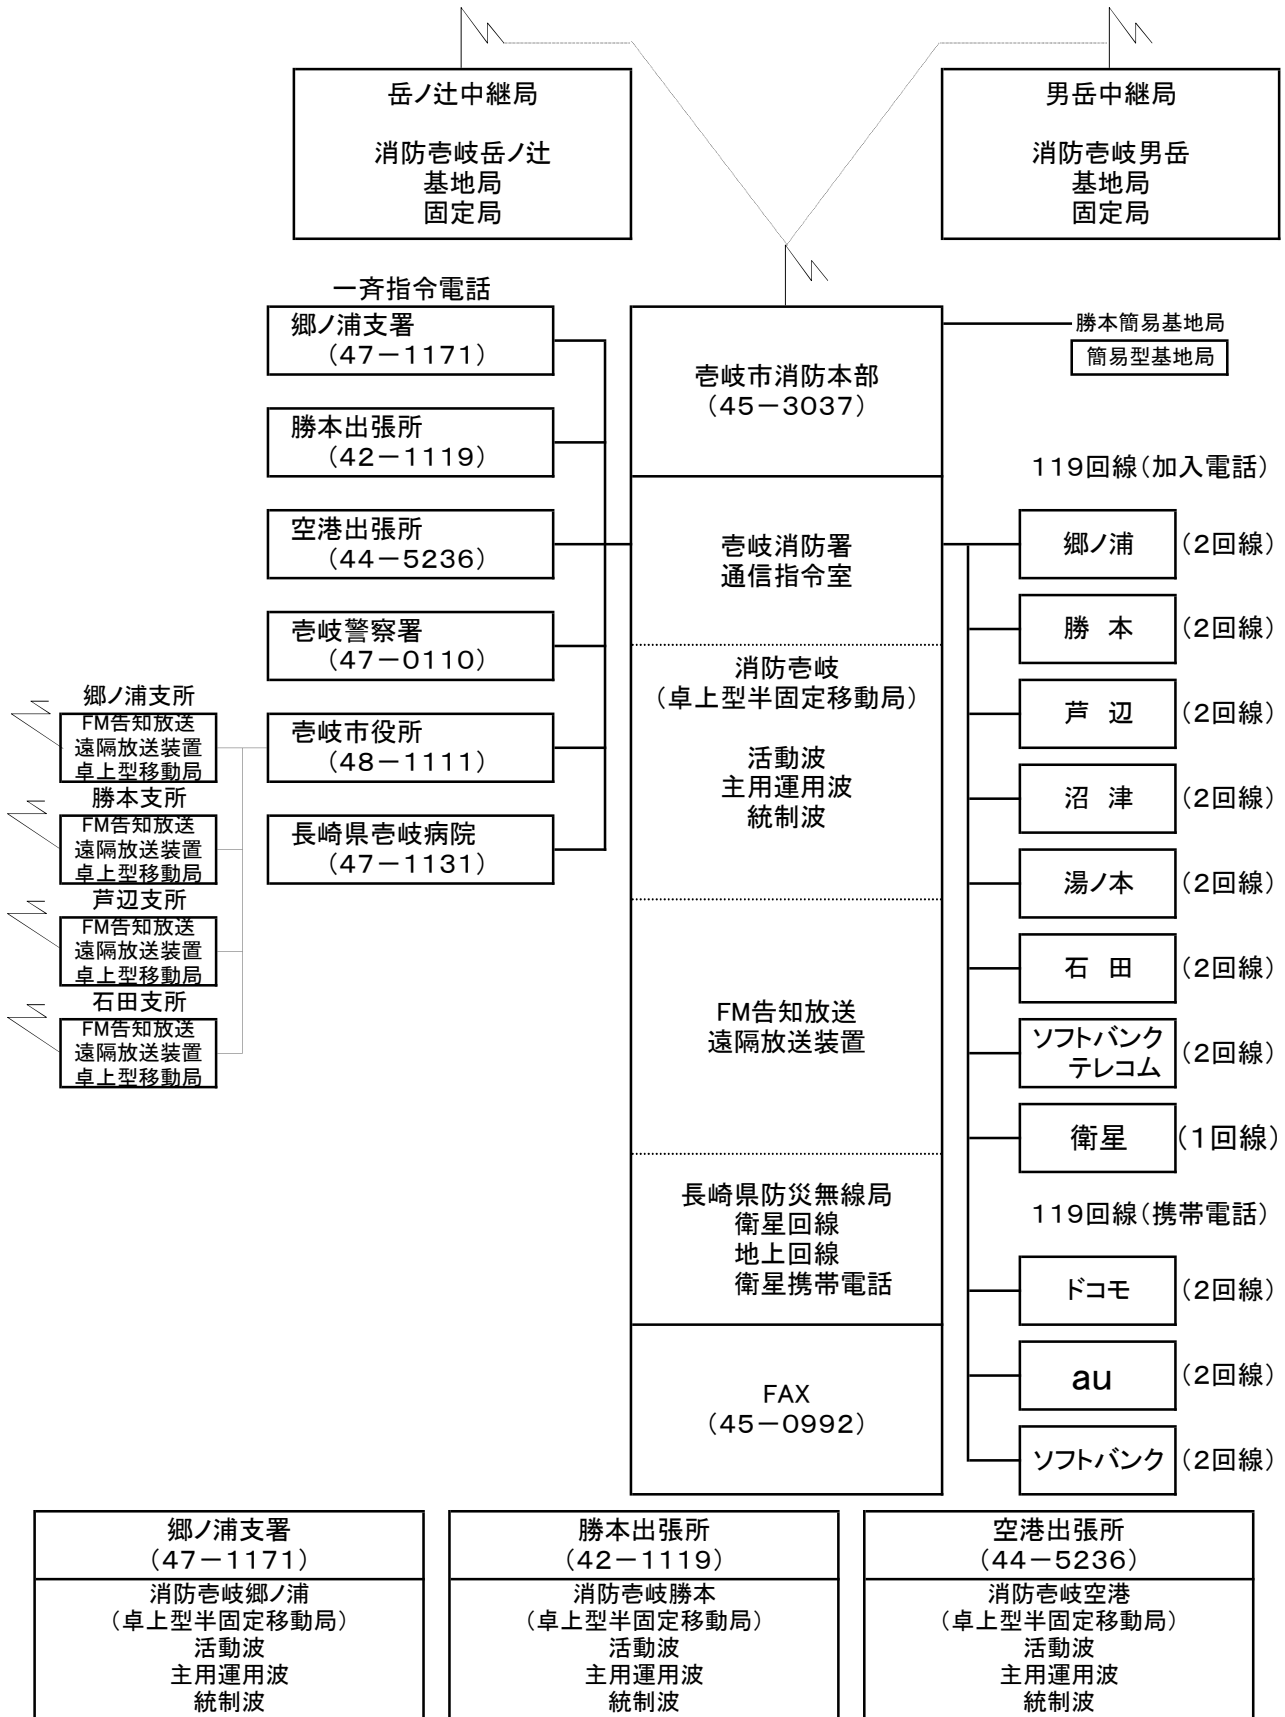 岳ノ辻中継局
消防壱岐岳ノ辻
基地局
固定局
男岳中継局
消防壱岐男岳
基地局
固定局
一斉指令電話
郷ノ浦支署
(47-1171)
勝本出張所
(42-1119)
空港出張所
(44-5236)
壱岐警察署
(47-0110)
壱岐市役所
(48-1111)
長崎県壱岐病院
(47-1131)
郷ノ浦支所
FM告知放送
遠隔放送装置
卓上型移動局
勝本支所
FM告知放送
遠隔放送装置
卓上型移動局
芦辺支所
FM告知放送
遠隔放送装置
卓上型移動局
石田支所
FM告知放送
遠隔放送装置
卓上型移動局
壱岐市消防本部
(45-3037)
壱岐消防署
通信指令室
消防壱岐
(卓上型半固定移動局)
活動波
主用運用波
統制波
FM告知放送
遠隔放送装置
長崎県防災無線局
衛星回線
地上回線
衛星携帯電話
FAX
(45-0992)
勝本簡易基地局
簡易型基地局
119回線(加入電話)
郷ノ浦 (2回線)
勝 本 (2回線)
芦 辺 (2回線)
沼 津 (2回線)
湯ノ本 (2回線)
石 田 (2回線)
ソフトバンク
テレコム (2回線)
衛星 (1回線)
119回線(携帯電話)
ドコモ (2回線)
au (2回線)
ソフトバンク (2回線)
郷ノ浦支署
(47-1171)
消防壱岐郷ノ浦
(卓上型半固定移動局)
活動波
主用運用波
統制波
勝本出張所
(42-1119)
消防壱岐勝本
(卓上型半固定移動局)
活動波
主用運用波
統制波
空港出張所
(44-5236)
消防壱岐空港
(卓上型半固定移動局)
活動波
主用運用波
統制波